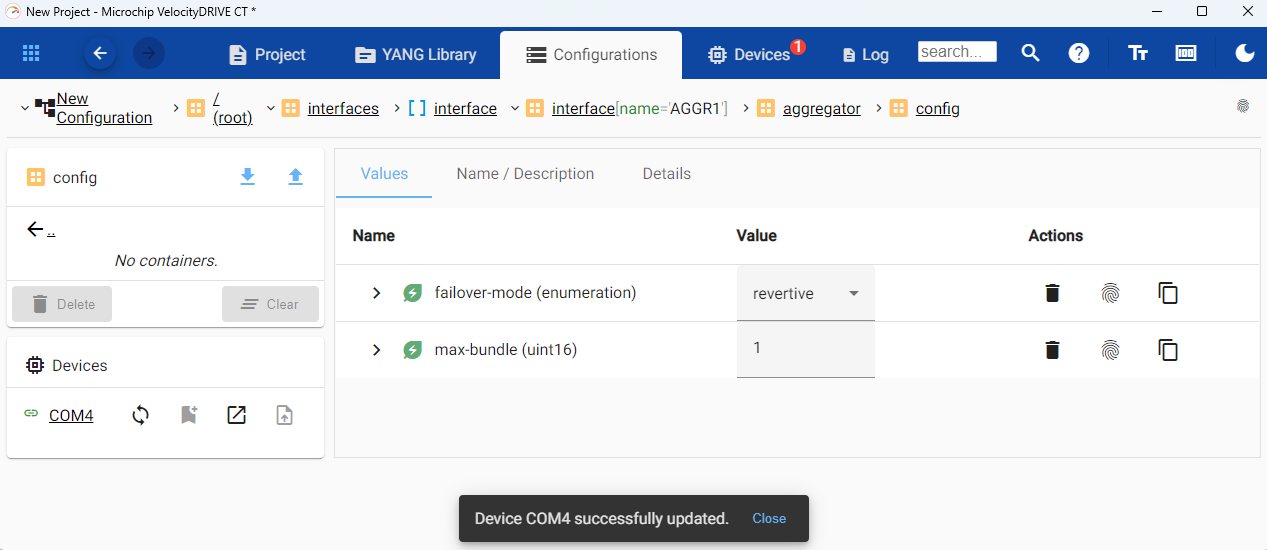 New Project - Microchip VelocityDRIVE CT *
Project
YANG Library
Configurations
Devices 1
Log
search...
New Configuration
/ (root)
interfaces
[ ] interface
interface[name='AGGR1']
aggregator
config
config
..
No containers.
Delete
Clear
Devices
COM4
Values
Name / Description
Details
Name
Value
Actions
failover-mode (enumeration)
revertive
max-bundle (uint16)
1
Device COM4 successfully updated.
Close